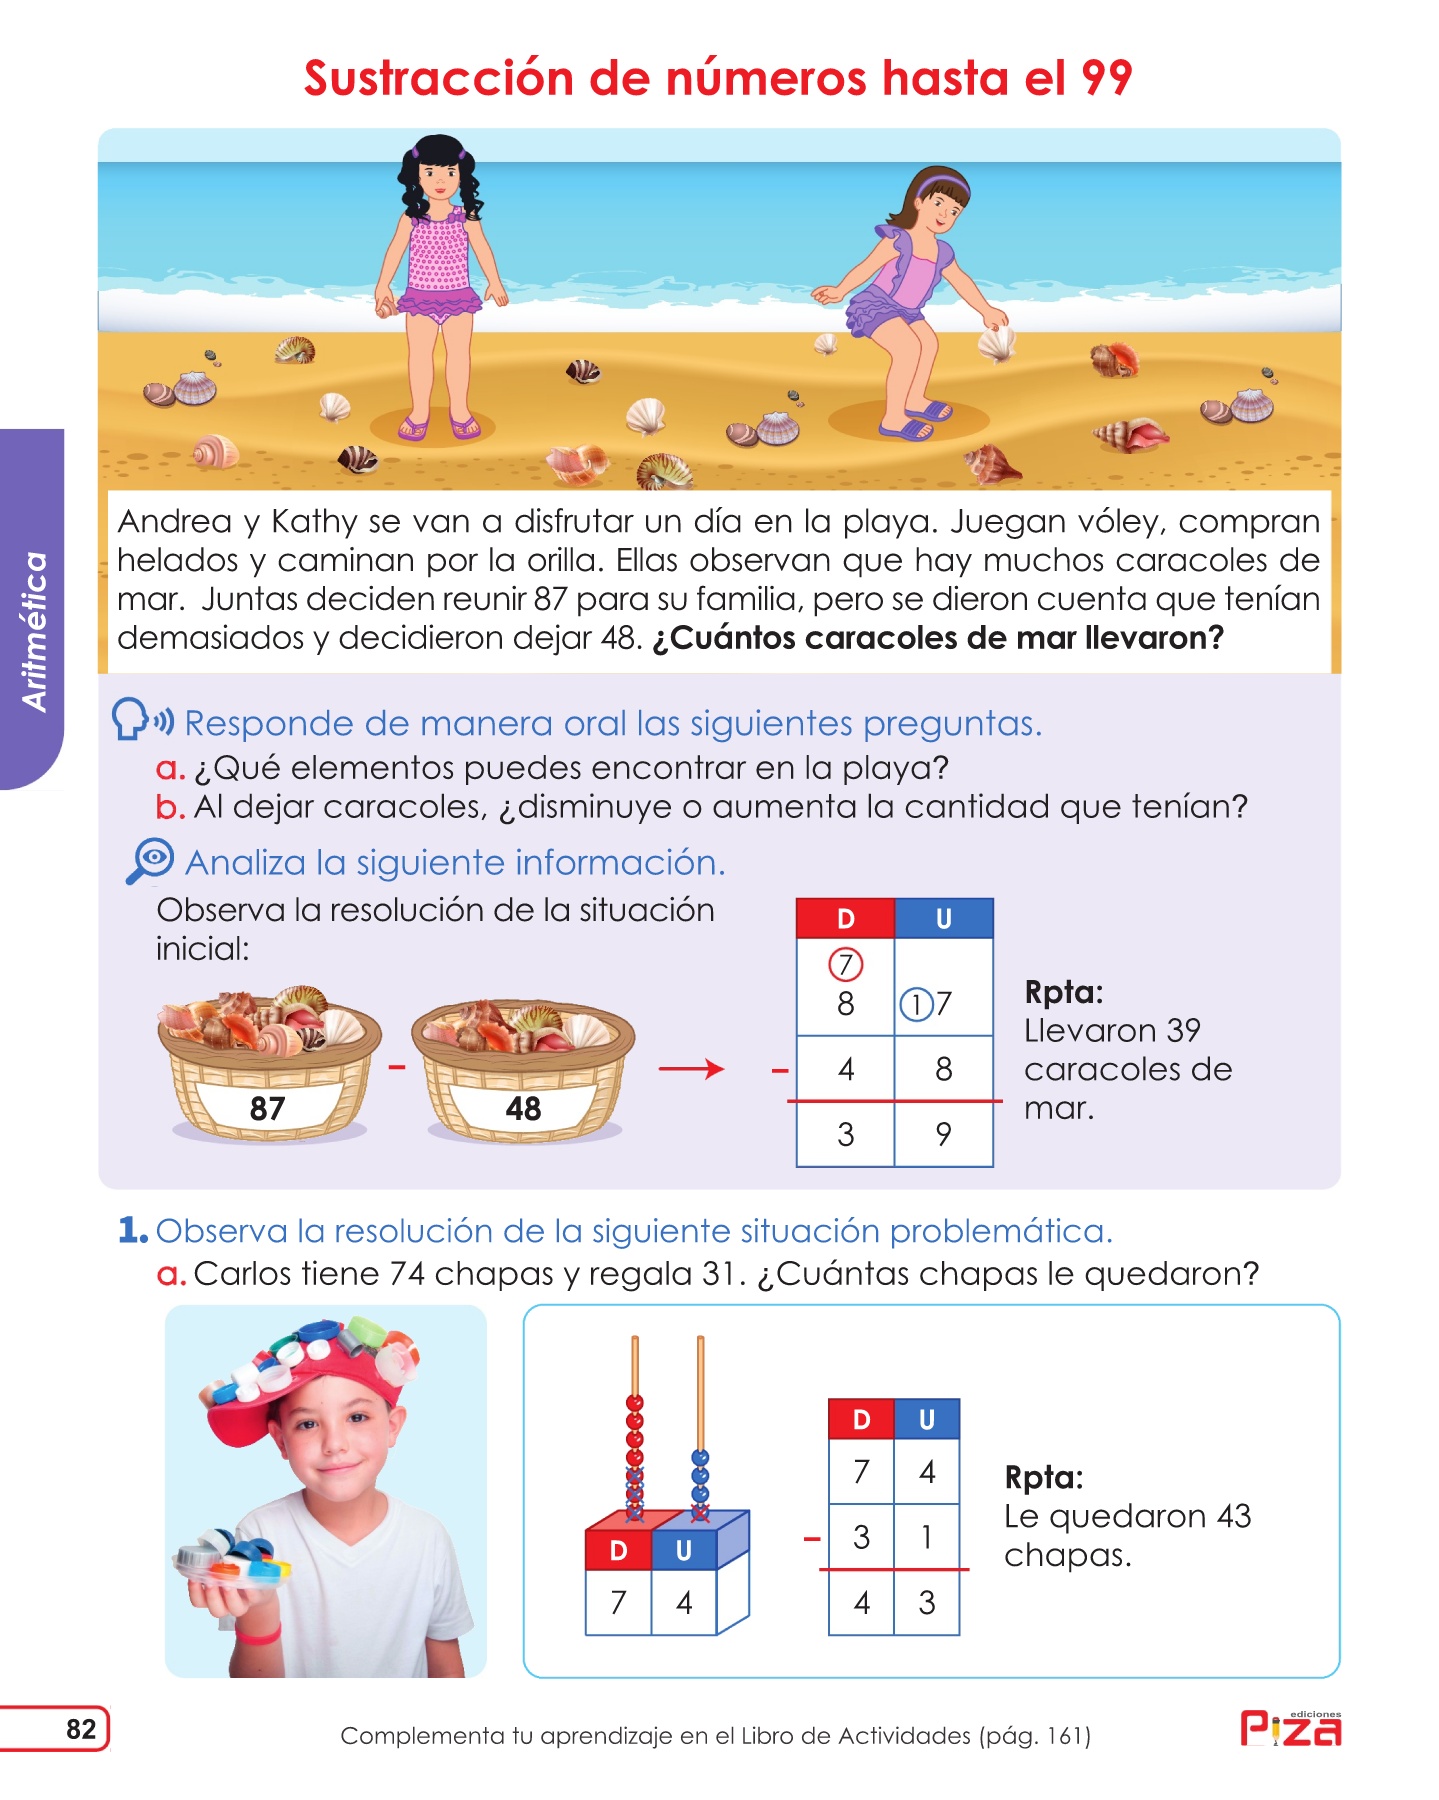 Sustracción de números hasta el 99
Andrea y Kathy se van a disfrutar un día en la playa. Juegan vóley, compran
helados y caminan por la orilla. Ellas observan que hay muchos caracoles de
mar. Juntas deciden reunir 87 para su familia, pero se dieron cuenta que tenían
demasiados y decidieron dejar 48. ¿Cuántos caracoles de mar llevaron?
Aritmética
Responde de manera oral las siguientes preguntas.
a. ¿Qué elementos puedes encontrar en la playa?
b. Al dejar caracoles, ¿disminuye o aumenta la cantidad que tenían?
Analiza la siguiente información.
Observa la resolución de la situación
inicial:
87
-
48
D U
7
8 1 7
- 4 8
3 9
Rpta:
Llevaron 39
caracoles de
mar.
1. Observa la resolución de la siguiente situación problemática.
a. Carlos tiene 74 chapas y regala 31. ¿Cuántas chapas le quedaron?
D U
7 4
D U
7 4
- 3 1
4 3
Rpta:
Le quedaron 43
chapas.
82
Complementa tu aprendizaje en el Libro de Actividades (pág. 161)
ediciones
Piza